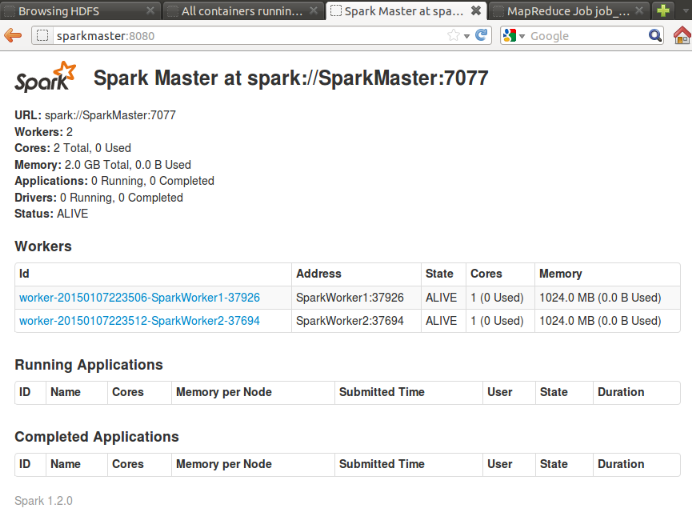 Browsing HDFS
All containers runnin...
Spark Master at spa...
MapReduce Job job_...
sparkmaster:8080
Google
Spark
Spark Master at spark://SparkMaster:7077
URL: spark://SparkMaster:7077
Workers: 2
Cores: 2 Total, 0 Used
Memory: 2.0 GB Total, 0.0 B Used
Applications: 0 Running, 0 Completed
Drivers: 0 Running, 0 Completed
Status: ALIVE
Workers
Id Address State Cores Memory
worker-20150107223506-SparkWorker1-37926 SparkWorker1:37926 ALIVE 1 (0 Used) 1024.0 MB (0.0 B Used)
worker-20150107223512-SparkWorker2-37694 SparkWorker2:37694 ALIVE 1 (0 Used) 1024.0 MB (0.0 B Used)
Running Applications
ID Name Cores Memory per Node Submitted Time User State Duration
Completed Applications
ID Name Cores Memory per Node Submitted Time User State Duration
Spark 1.2.0